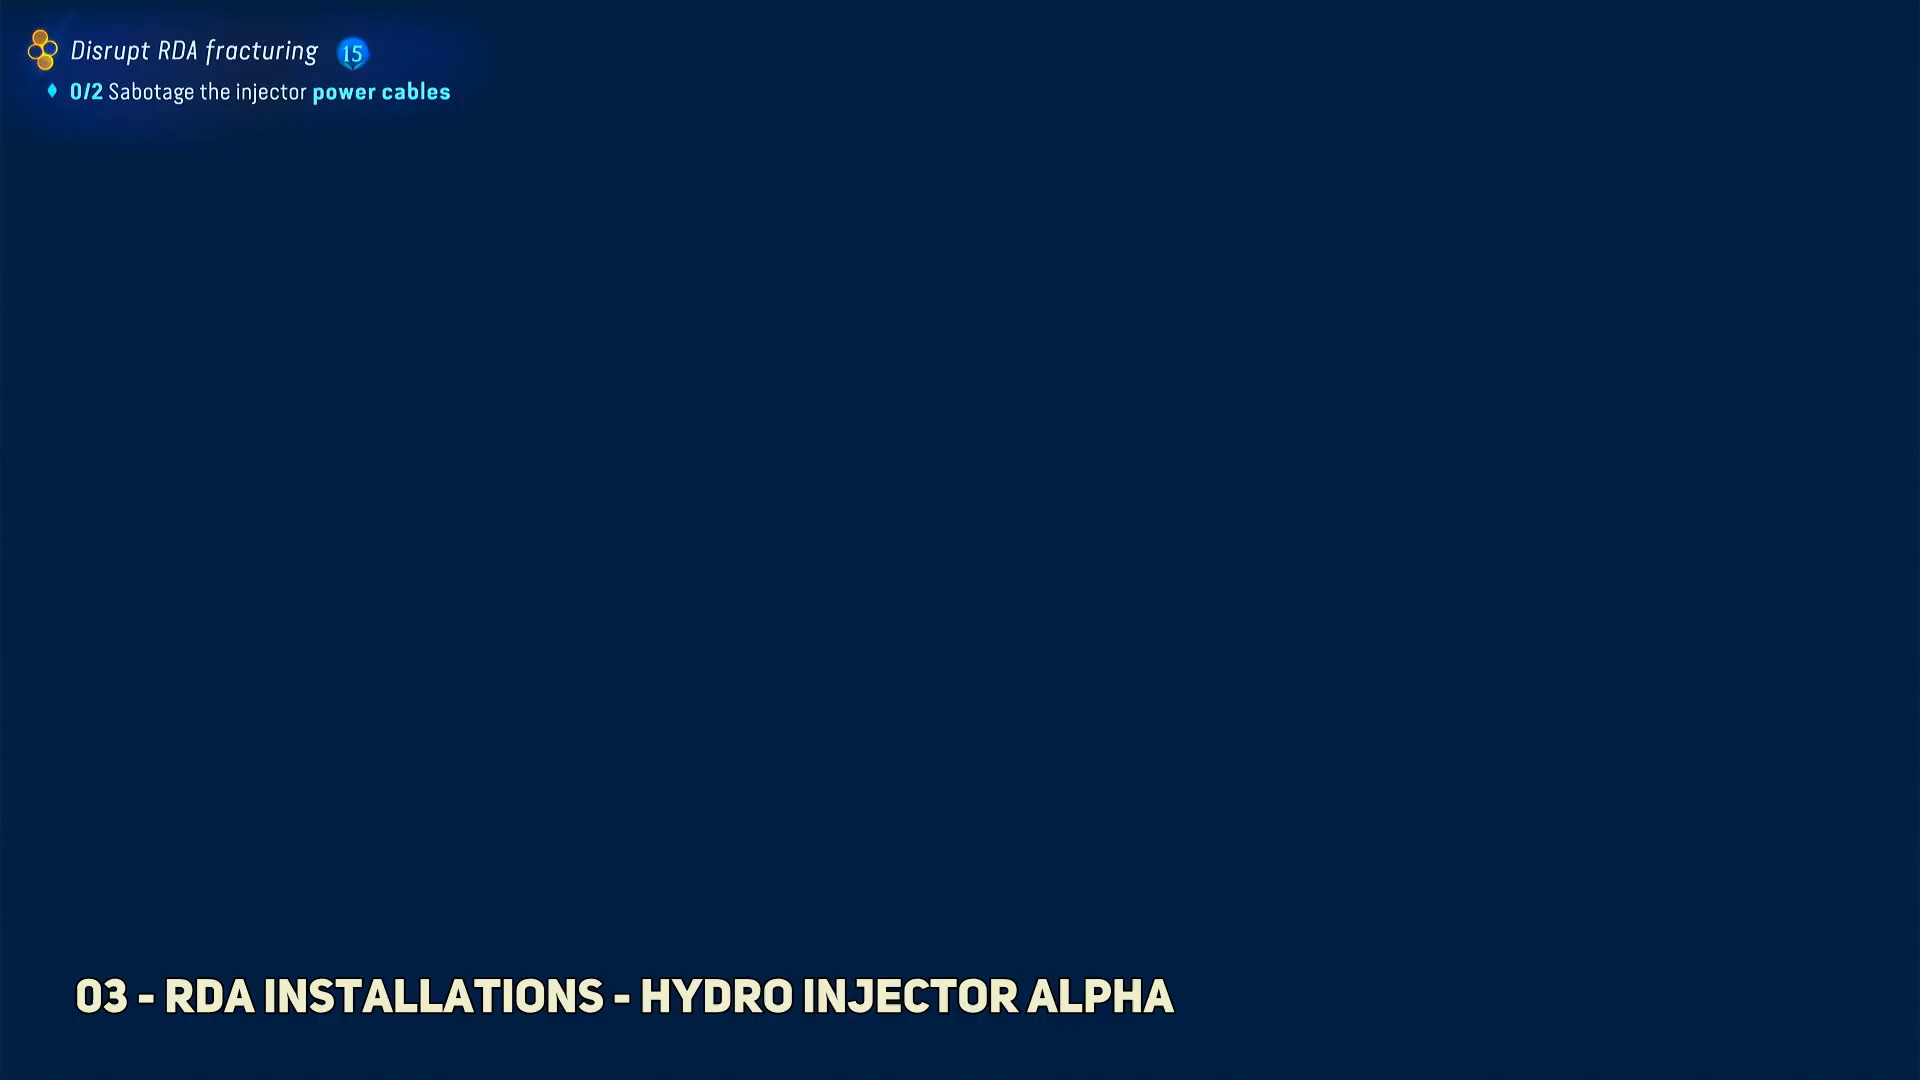 Disrupt RDA fracturing 15
0/2 Sabotage the injector power cables
03 - RDA INSTALLATIONS - HYDRO INJECTOR ALPHA